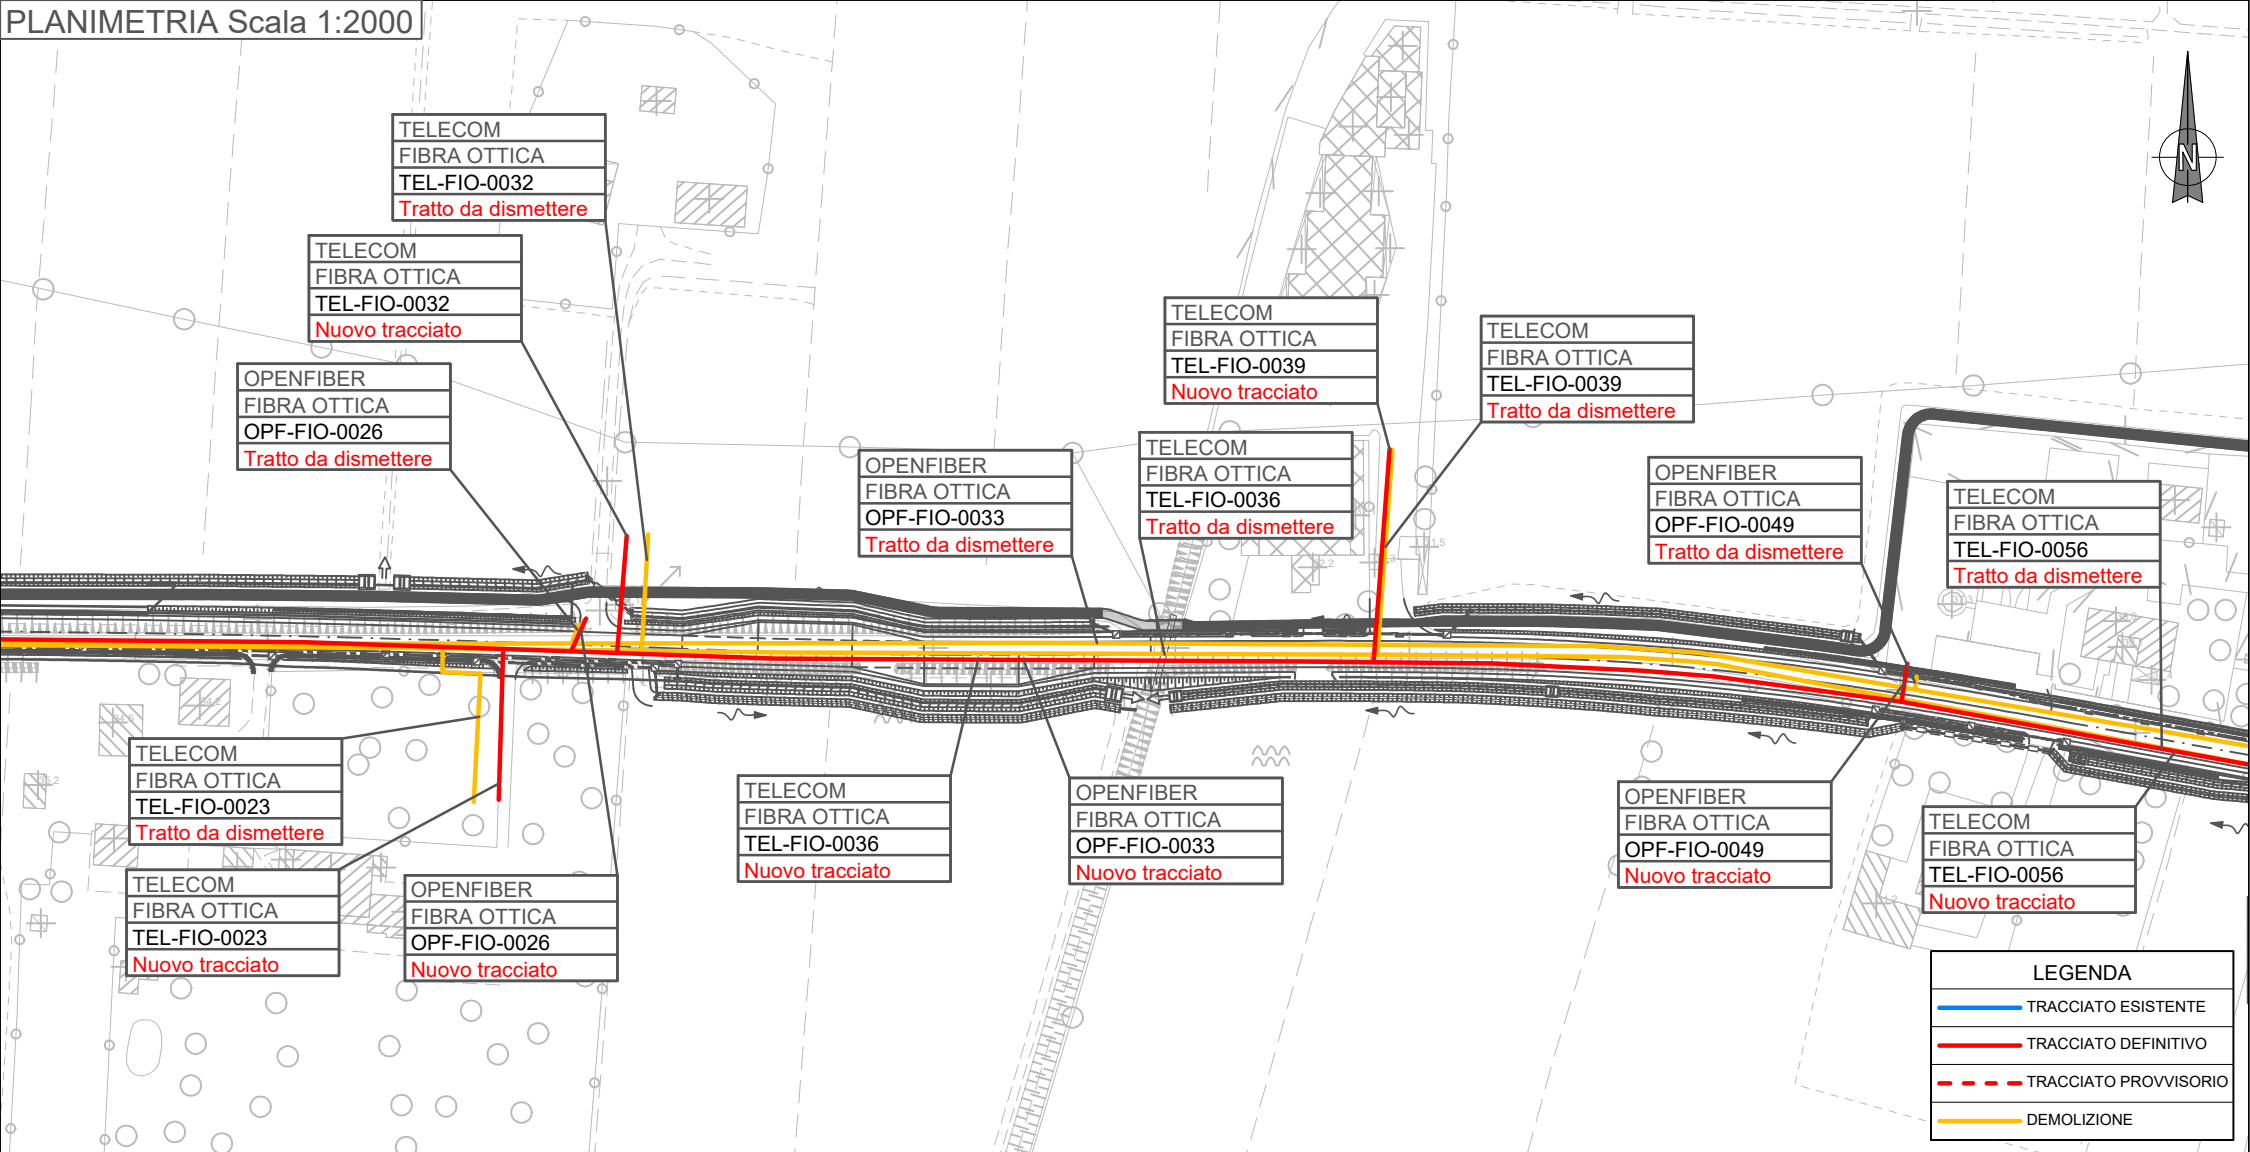 PLANIMETRIA Scala 1:2000
N
TELECOM
FIBRA OTTICA
TEL-FIO-0032
Tratto da dismettere
TELECOM
FIBRA OTTICA
TEL-FIO-0032
Nuovo tracciato
OPENFIBER
FIBRA OTTICA
OPF-FIO-0026
Tratto da dismettere
TELECOM
FIBRA OTTICA
TEL-FIO-0039
Nuovo tracciato
TELECOM
FIBRA OTTICA
TEL-FIO-0039
Tratto da dismettere
OPENFIBER
FIBRA OTTICA
OPF-FIO-0033
Tratto da dismettere
TELECOM
FIBRA OTTICA
TEL-FIO-0036
Tratto da dismettere
OPENFIBER
FIBRA OTTICA
OPF-FIO-0049
Tratto da dismettere
TELECOM
FIBRA OTTICA
TEL-FIO-0056
Tratto da dismettere
TELECOM
FIBRA OTTICA
TEL-FIO-0023
Tratto da dismettere
TELECOM
FIBRA OTTICA
TEL-FIO-0023
Nuovo tracciato
OPENFIBER
FIBRA OTTICA
OPF-FIO-0026
Nuovo tracciato
TELECOM
FIBRA OTTICA
TEL-FIO-0036
Nuovo tracciato
OPENFIBER
FIBRA OTTICA
OPF-FIO-0033
Nuovo tracciato
OPENFIBER
FIBRA OTTICA
OPF-FIO-0049
Nuovo tracciato
TELECOM
FIBRA OTTICA
TEL-FIO-0056
Nuovo tracciato
LEGENDA
TRACCIATO ESISTENTE
TRACCIATO DEFINITIVO
TRACCIATO PROVVISORIO
DEMOLIZIONE